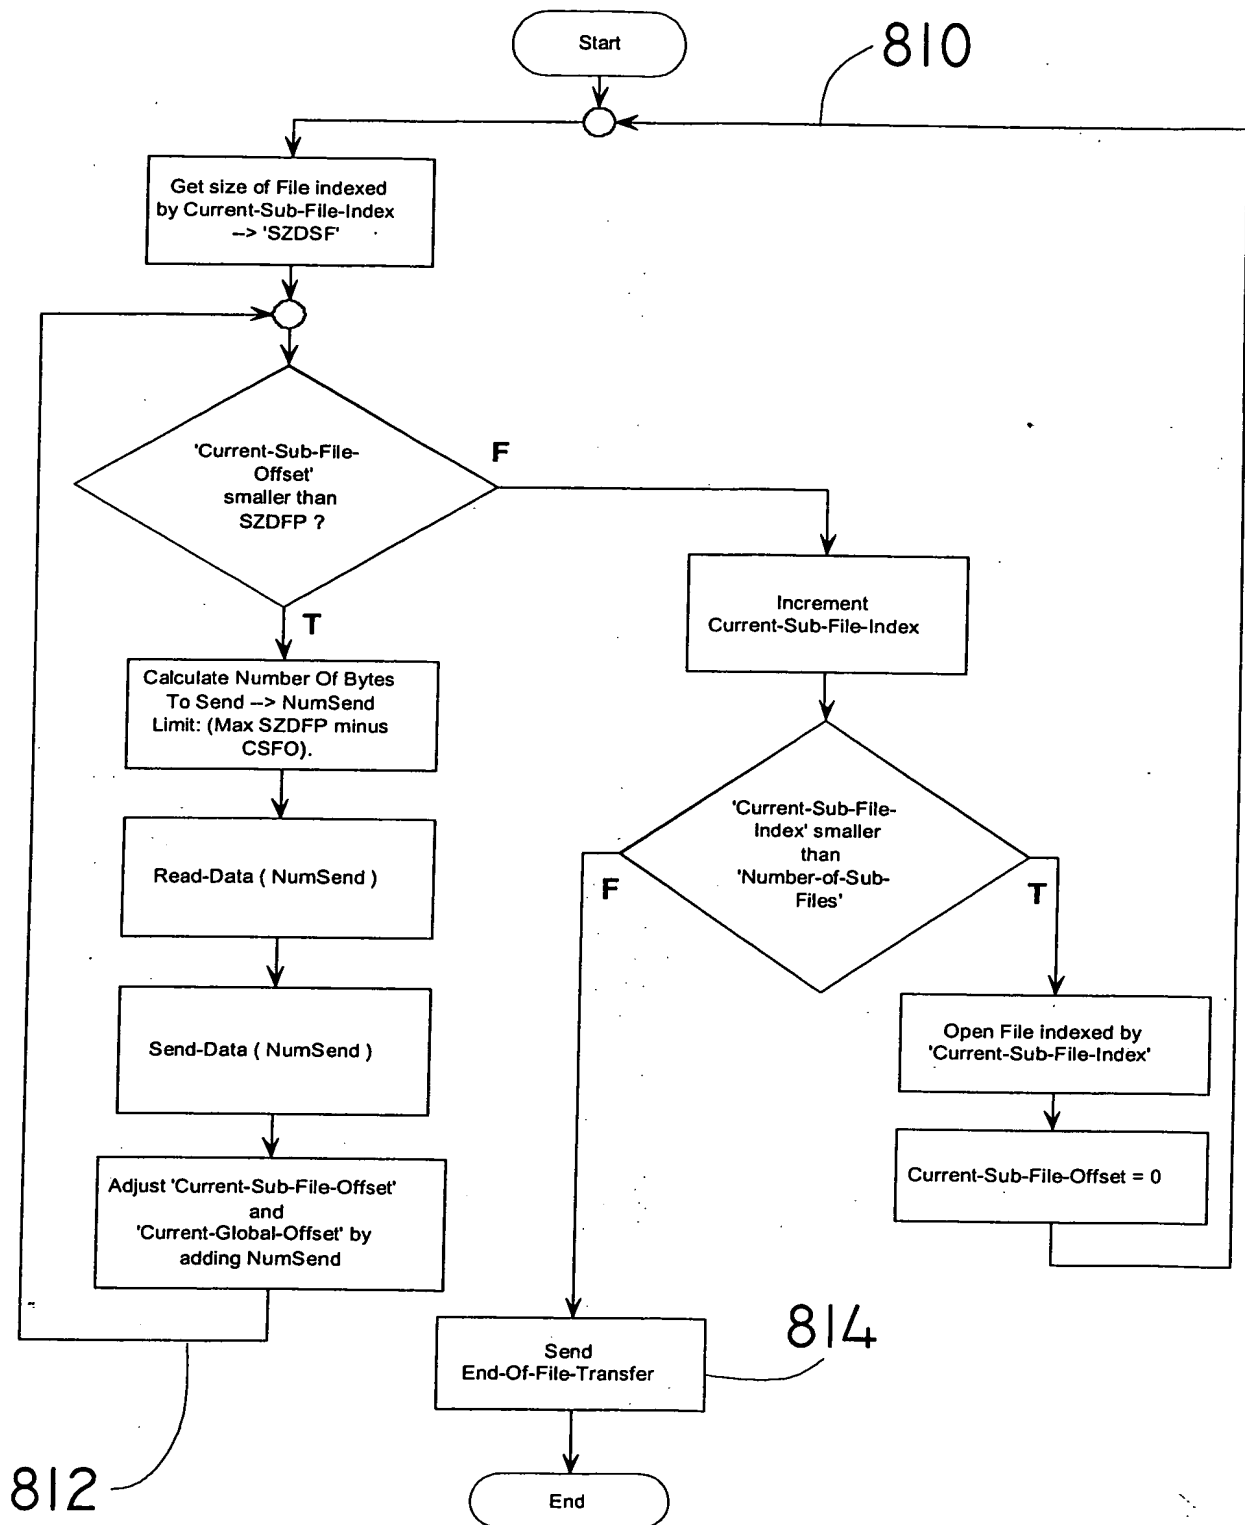 Start
810
Get size of File indexed
by Current-Sub-File-Index
--> 'SZDSF'
'Current-Sub-File-
Offset'
smaller than
SZDFP ?
F
T
Increment
Current-Sub-File-Index
Calculate Number Of Bytes
To Send --> NumSend
Limit: (Max SZDFP minus
CSFO).
'Current-Sub-File-
Index' smaller
than
'Number-of-Sub-
Files'
F
T
Read-Data ( NumSend )
Send-Data ( NumSend )
Open File indexed by
'Current-Sub-File-Index'
Current-Sub-File-Offset = 0
Adjust 'Current-Sub-File-Offset'
and
'Current-Global-Offset' by
adding NumSend
Send
End-Of-File-Transfer
814
812
End